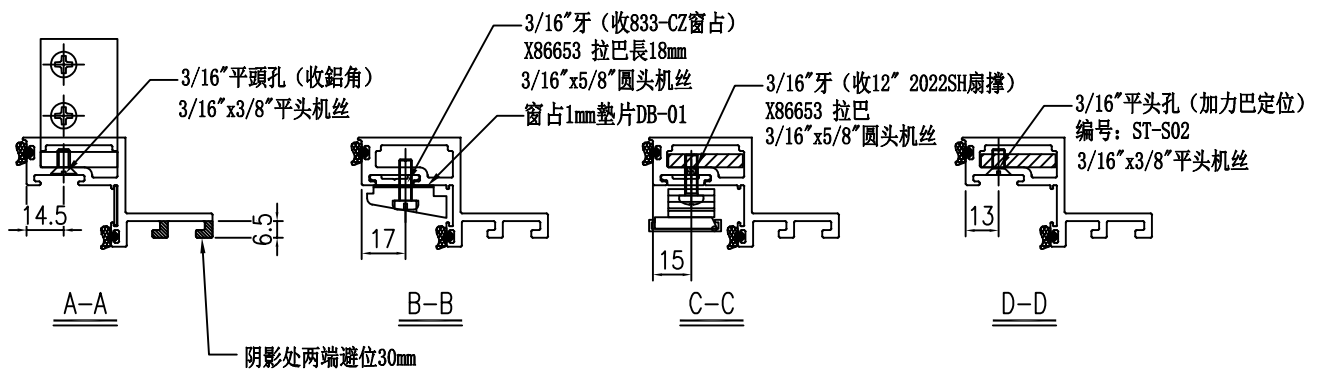 3/16"平頭孔（收鋁角）
3/16"x3/8"平头机丝
14.5
6.5
A-A
阴影处两端避位30mm
3/16"牙（收833-CZ窗占）
X86653 拉巴長18mm
3/16"x5/8"圆头机丝
窗占1mm墊片DB-01
17
B-B
3/16"牙（收12" 2022SH扇撑）
X86653 拉巴
3/16"x5/8"圆头机丝
15
C-C
3/16"平头孔（加力巴定位）
编号：ST-S02
3/16"x3/8"平头机丝
13
D-D